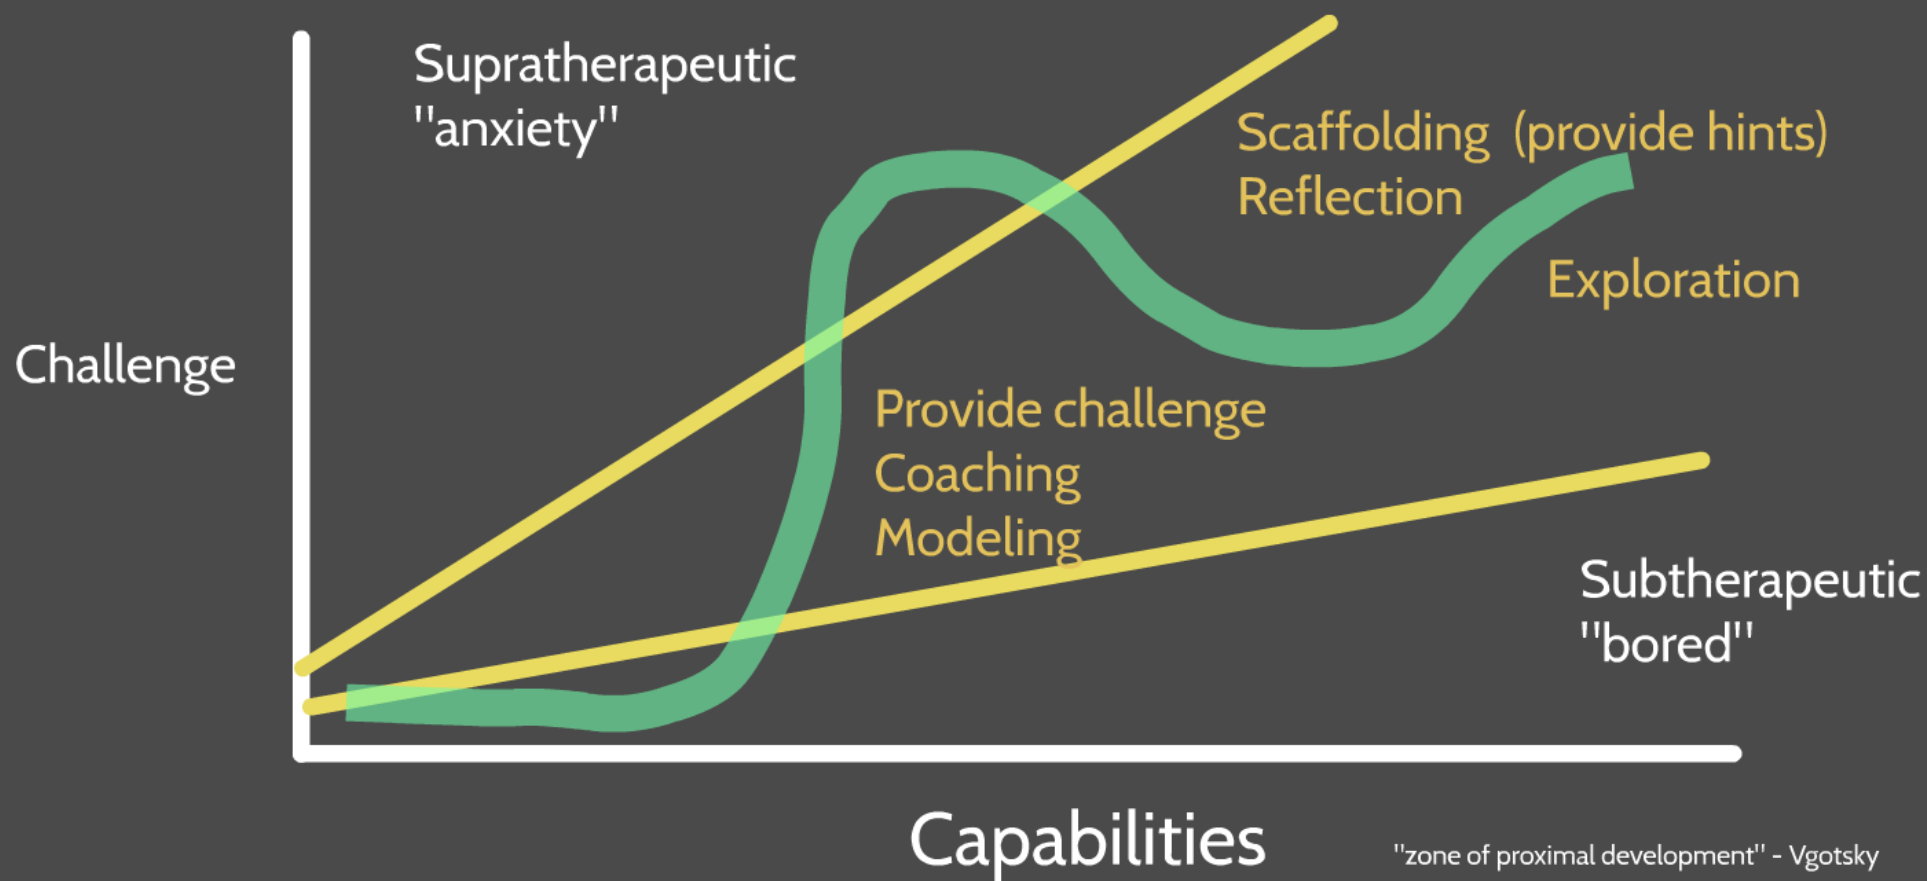 Supratherapeutic
"anxiety"
Scaffolding (provide hints)
Reflection
Exploration
Challenge
Provide challenge
Coaching
Modeling
Subtherapeutic
"bored"
Capabilities
"zone of proximal development" - Vgotsky